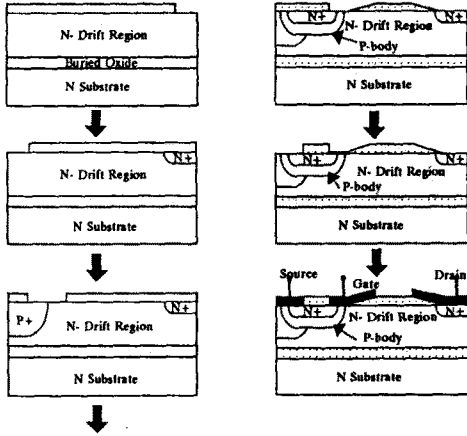 N- Drift Region
Buried Oxide
N Substrate
N+
N- Drift Region
N Substrate
P+
N+
N- Drift Region
N Substrate
N+
N- Drift Region
N+
P-body
N Substrate
N+
N- Drift Region
N+
P-body
N Substrate
Source
Gate
Drain
N+
N- Drift Region
N+
P-body
N Substrate